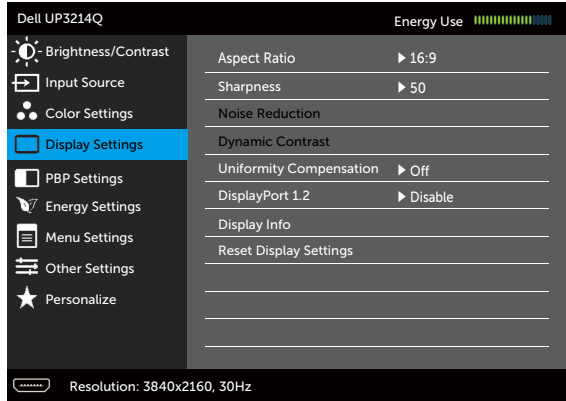 Dell UP3214Q
Energy Use
Brightness/Contrast
Input Source
Color Settings
Display Settings
PBP Settings
Energy Settings
Menu Settings
Other Settings
Personalize
Aspect Ratio 16:9
Sharpness 50
Noise Reduction
Dynamic Contrast
Uniformity Compensation Off
DisplayPort 1.2 Disable
Display Info
Reset Display Settings
Resolution: 3840x2160, 30Hz